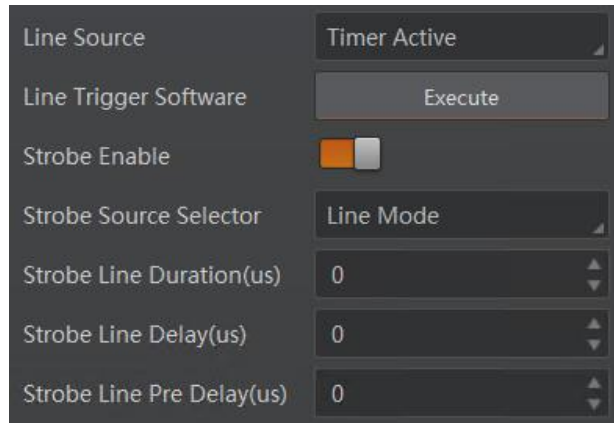 Line Source Timer Active
Line Trigger Software Execute
Strobe Enable
Strobe Source Selector Line Mode
Strobe Line Duration(us) 0
Strobe Line Delay(us) 0
Strobe Line Pre Delay(us) 0